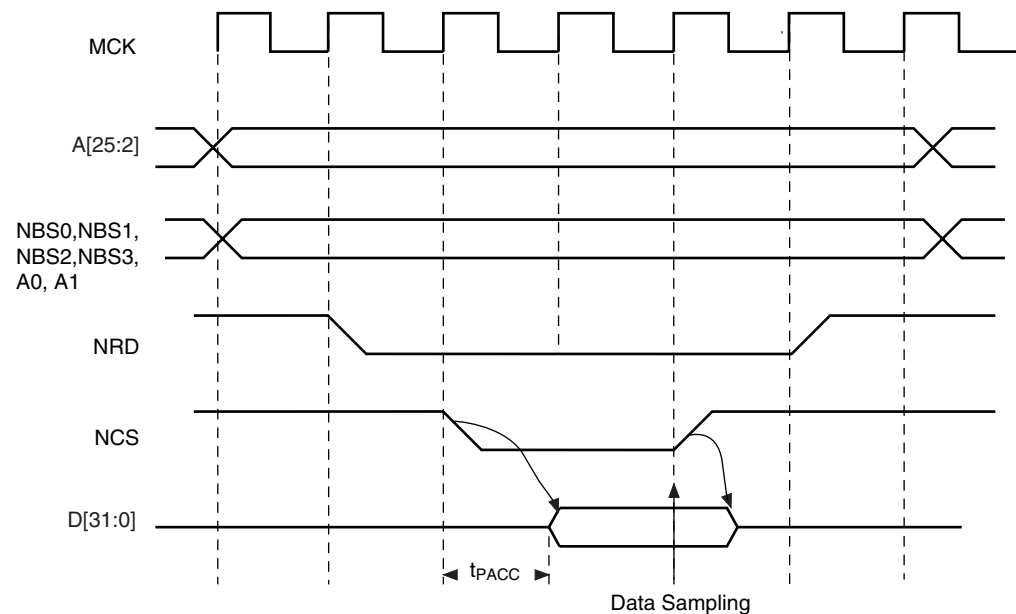 MCK
A[25:2]
NBS0,NBS1,
NBS2,NBS3,
A0, A1
NRD
NCS
D[31:0]
tPACC
Data Sampling